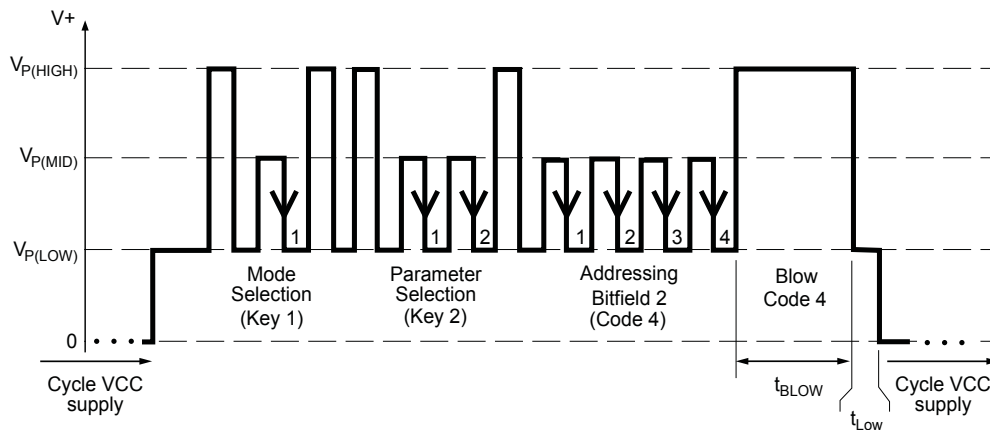 V+
VP(HIGH)
VP(MID)
VP(LOW)
0
1
1
2
1
2
3
4
Mode
Selection
(Key 1)
Parameter
Selection
(Key 2)
Addressing
Bitfield 2
(Code 4)
Blow
Code 4
Cycle VCC
supply
tBLOW
tLow
Cycle VCC
supply